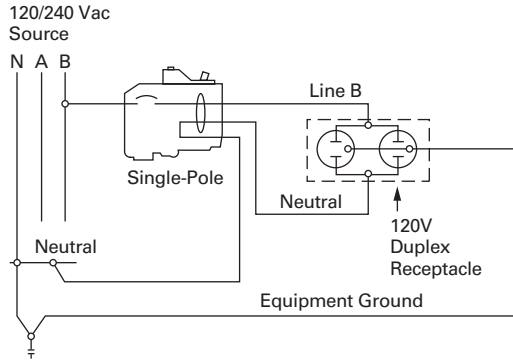 120/240 Vac
Source
N A B
Line B
Single-Pole
Neutral
120V
Duplex
Receptacle
Neutral
Equipment Ground